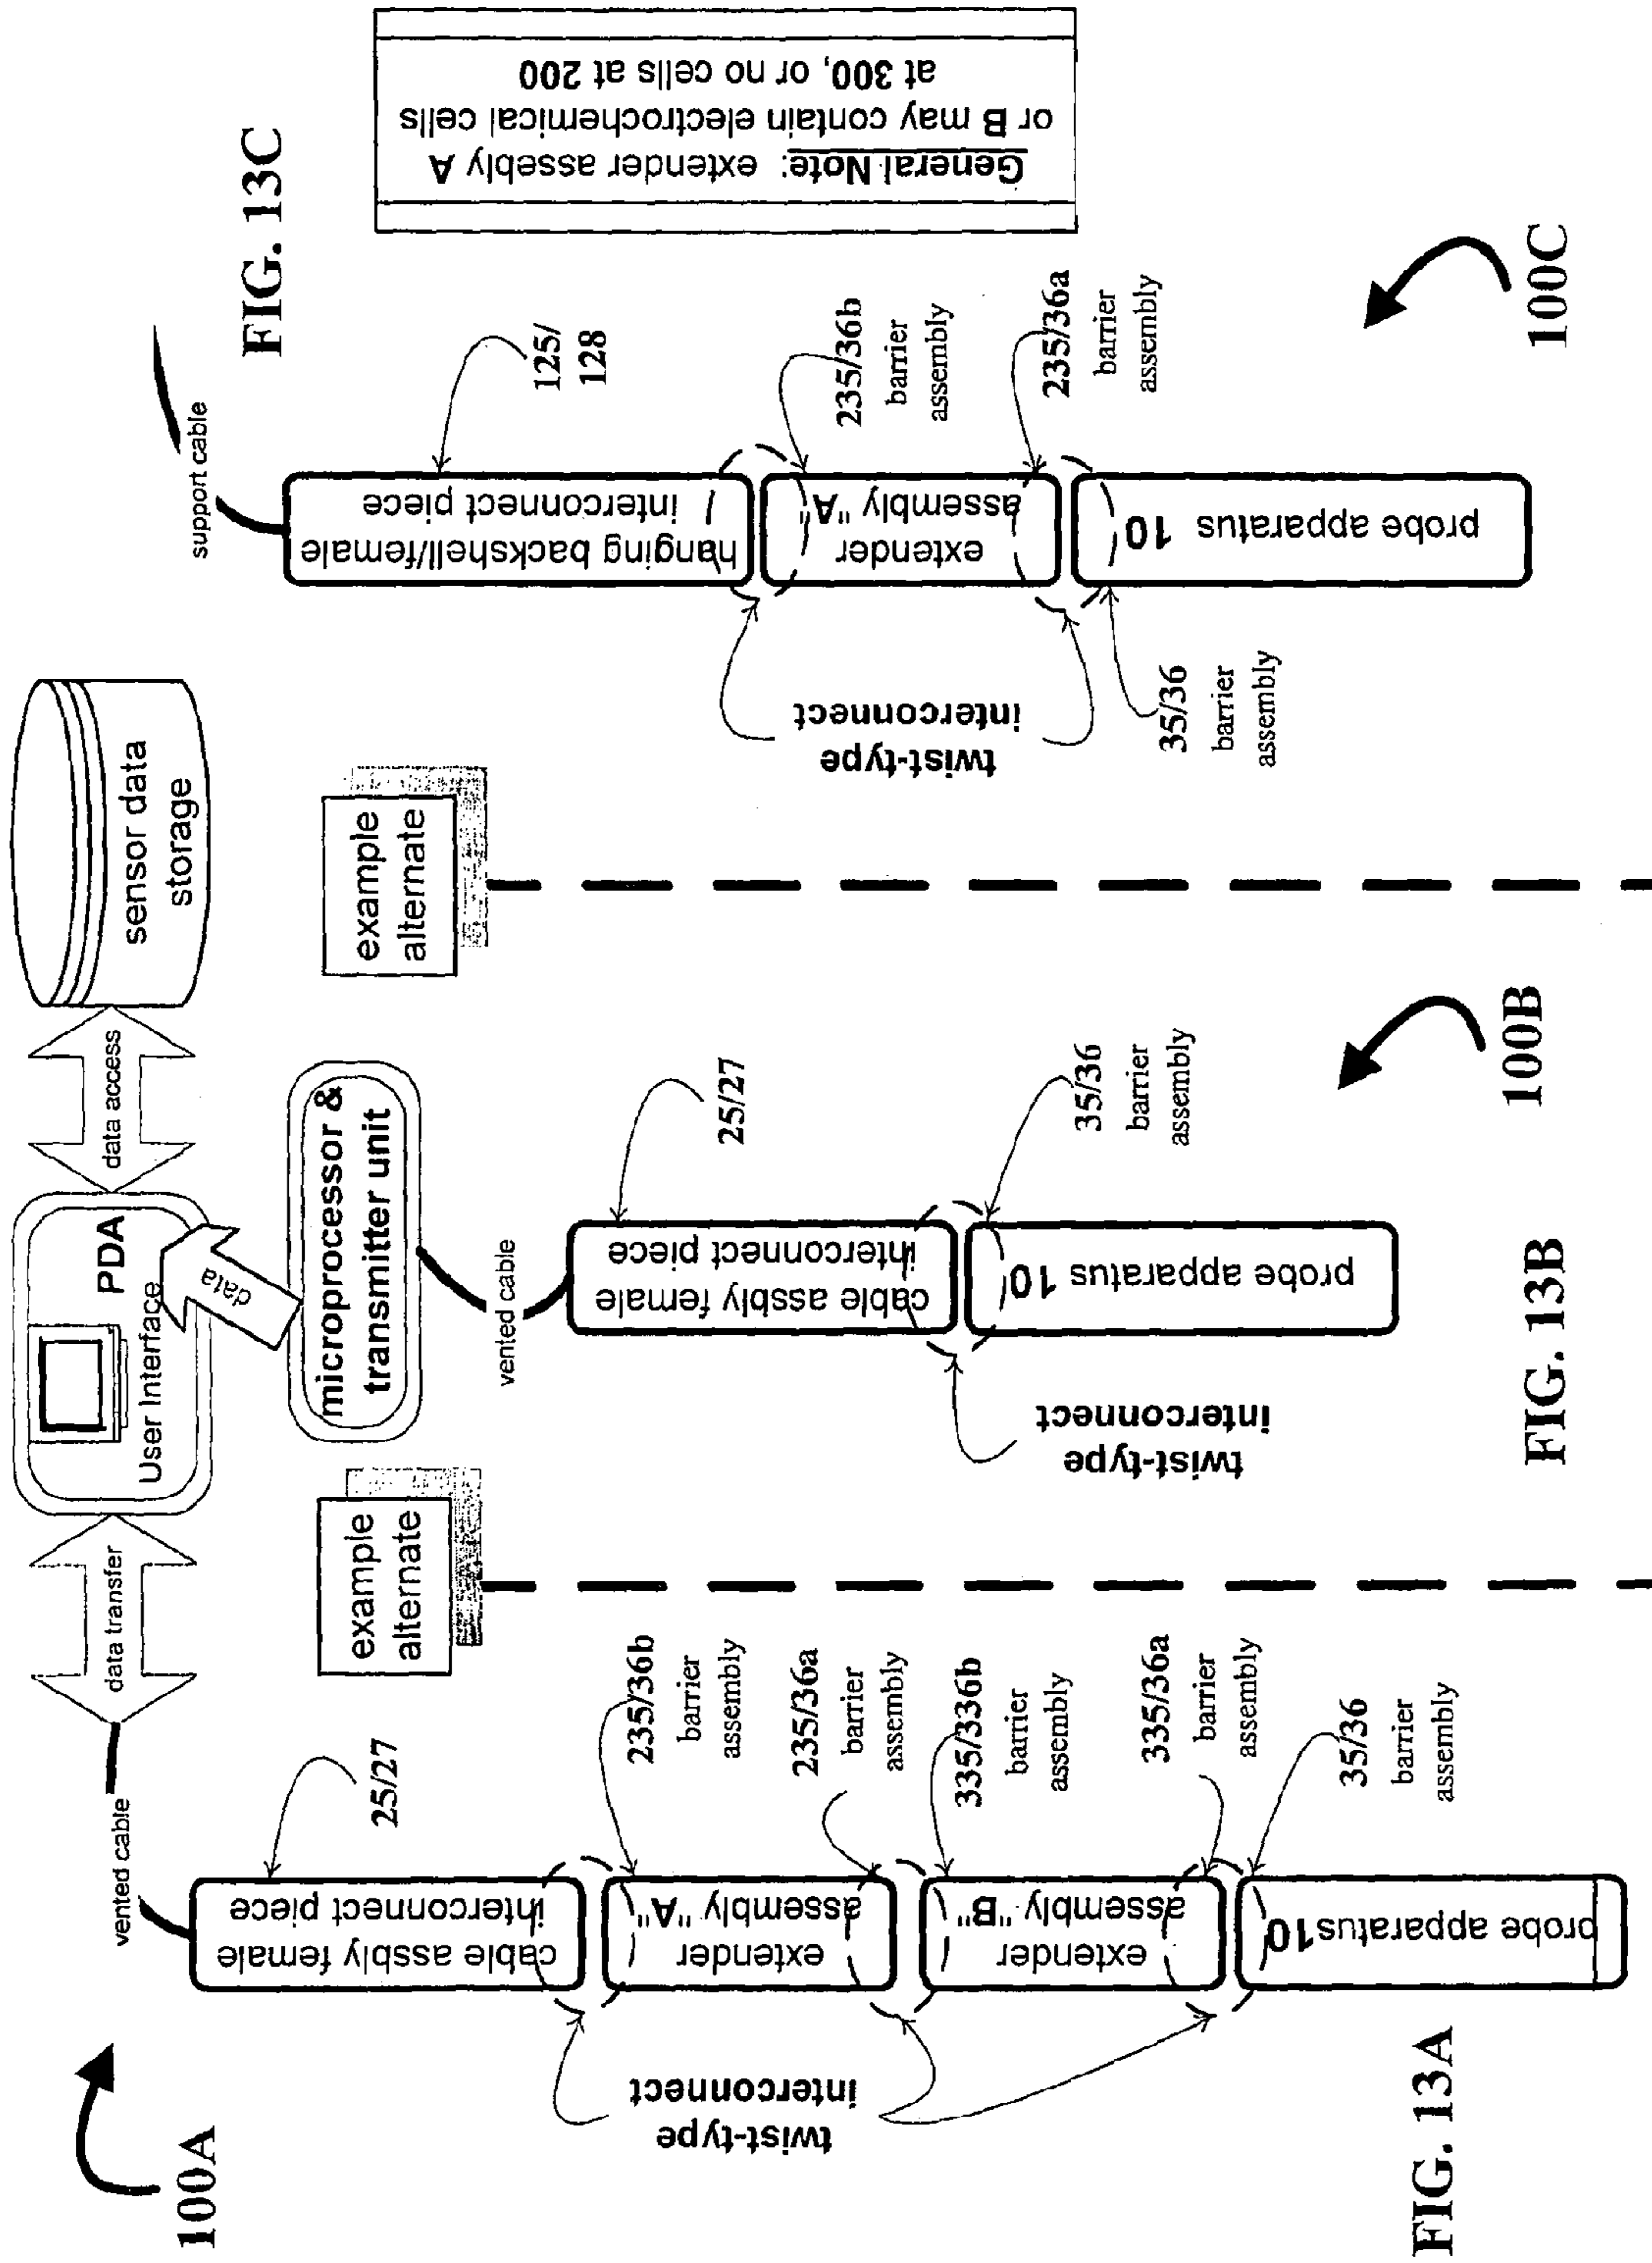 100A
vented cable
data transfer
User Interface
PDA
data
data access
sensor data
storage
25/27
cable assbly female
interconnect piece
twist-type
interconnect
235/36b
barrier
assembly
extender
assembly "A"
235/36a
barrier
assembly
335/336b
barrier
assembly
extender
assembly "B"
335/36a
barrier
assembly
35/36
barrier
assembly
probe apparatus10
FIG. 13A
example
alternate
microprocessor &
transmitter unit
vented cable
25/27
cable assbly female
interconnect piece
twist-type
interconnect
35/36
barrier
assembly
probe apparatus 10
100B
FIG. 13B
example
alternate
support cable
FIG. 13C
125/
128
hanging backshell/female
interconnect piece
235/36b
barrier
assembly
extender
assembly "A"
twist-type
interconnect
235/36a
barrier
assembly
35/36
barrier
assembly
probe apparatus 10
100C
General Note: extender assebly A
or B may contain electrochemical cells
at 300, or no cells at 200